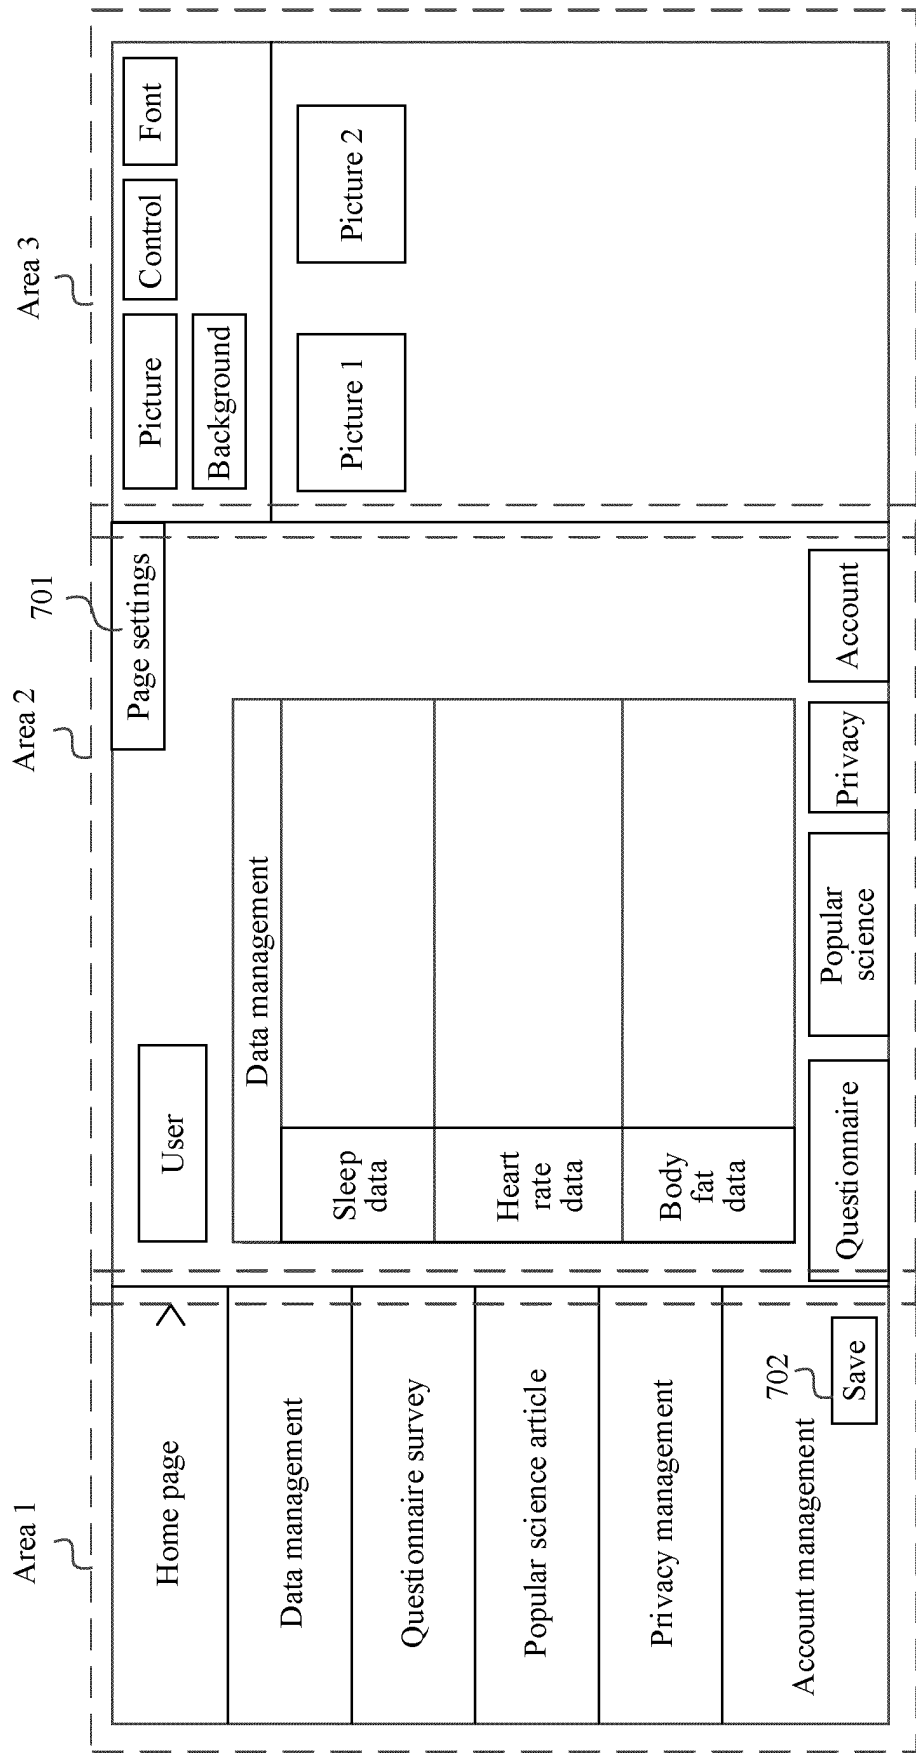 Area 1
Area 2
Area 3
701
Home page
>
Data management
Questionnaire survey
Popular science article
Privacy management
Account management
702
Save
User
Page settings
Data management
Sleep
data
Heart
rate
data
Body
fat
data
Questionnaire
Popular
science
Privacy
Account
Picture
Control
Font
Background
Picture 1
Picture 2